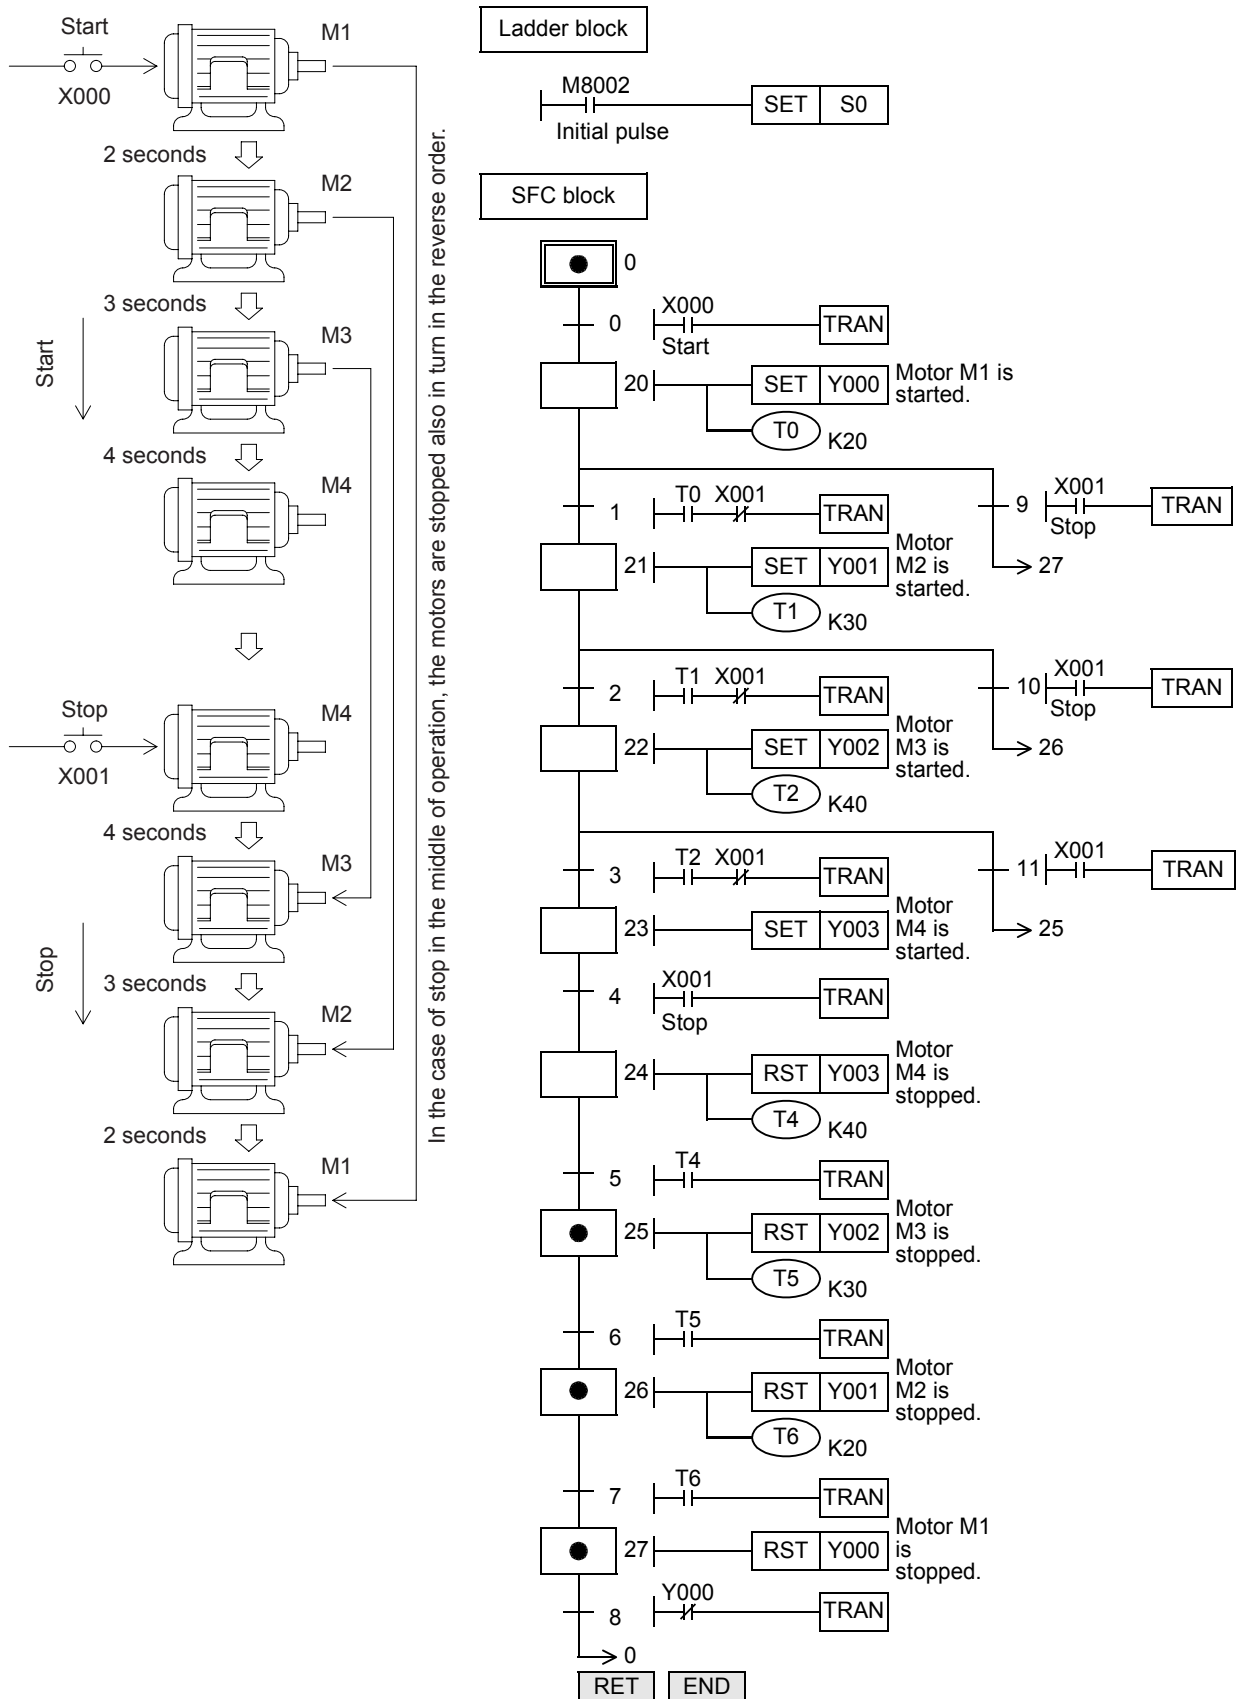 Start
X000
M1
2 seconds
M2
3 seconds
Start
M3
4 seconds
M4
Stop
X001
M4
4 seconds
M3
Stop
3 seconds
M2
2 seconds
M1
In the case of stop in the middle of operation, the motors are stopped also in turn in the reverse order.
Ladder block
M8002
Initial pulse
SET S0
SFC block
0
0 X000 TRAN
Start
20 SET Y000 Motor M1 is
started.
T0 K20
1 T0 X001 TRAN
9 X001 TRAN
Stop
27
21 SET Y001 Motor
M2 is
started.
T1 K30
2 T1 X001 TRAN
10 X001 TRAN
Stop
26
22 SET Y002 Motor
M3 is
started.
T2 K40
3 T2 X001 TRAN
11 X001 TRAN
25
23 SET Y003 Motor
M4 is
started.
4 X001 TRAN
Stop
24 RST Y003 Motor
M4 is
stopped.
T4 K40
5 T4 TRAN
25 RST Y002 Motor
M3 is
stopped.
T5 K30
6 T5 TRAN
26 RST Y001 Motor
M2 is
stopped.
T6 K20
7 T6 TRAN
27 RST Y000 Motor M1
is
stopped.
8 Y000 TRAN
0
RET END